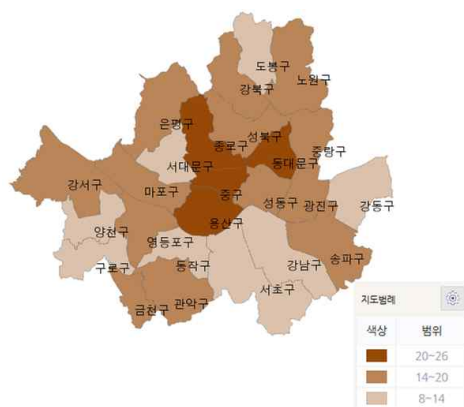 도봉구
노원구
강북구
은평구
성북구
종로구
중랑구
동대문구
서대문구
강서구
마포구
중구
성동구
광진구
강동구
용산구
양천구
영등포구
구로구
동작구
강남구
송파구
서초구
금천구
관악구
지도범례
색상 범위
20~26
14~20
8~14